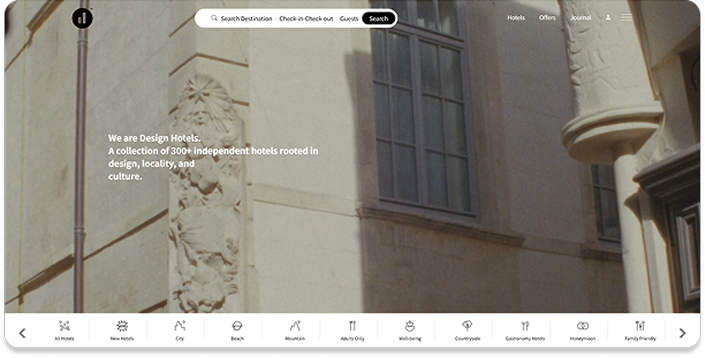 Search Destination · Check-in-Check-out · Guests Search
Hotels Offers Journal
We are Design Hotels.
A collection of 300+ independent hotels rooted in
design, locality, and
culture.
All Hotels New Hotels City Beach Mountain Adults Only Well-being Countryside Gastronomy Hotels Honeymoon Family Friendly